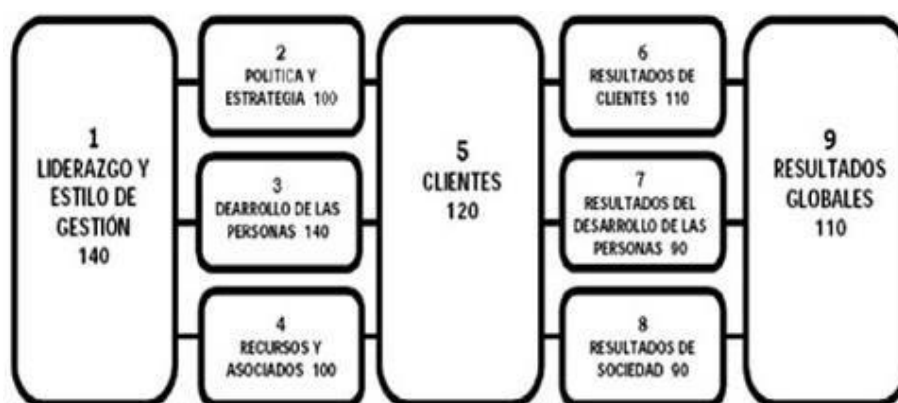 1
LIDERAZGO Y
ESTILO DE
GESTIÓN
140
2
POLITICA Y
ESTRATEGIA 100
3
DEARROLLO DE LAS
PERSONAS 140
4
RECURSOS Y
ASOCIADOS 100
5
CLIENTES
120
6
RESULTADOS DE
CLIENTES 110
7
RESULTADOS DEL
DESARROLLO DE LAS
PERSONAS 90
8
RESULTADOS DE
SOCIEDAD 90
9
RESULTADOS
GLOBALES
110